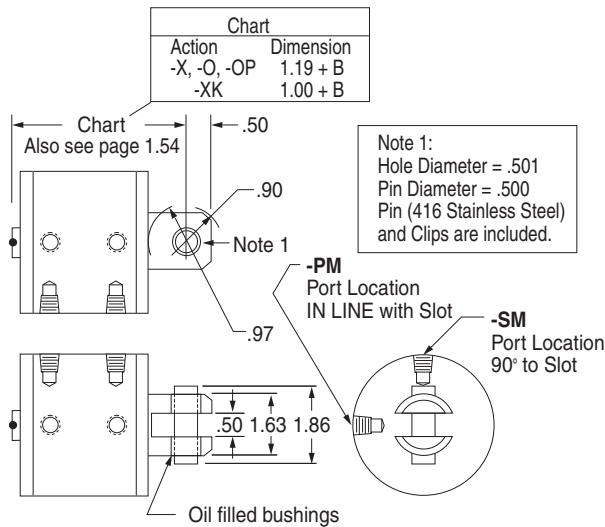 Chart
Action Dimension
-X, -O, -OP 1.19 + B
-XK 1.00 + B
Chart
Also see page 1.54
.50
.90
Note 1
.97
Note 1:
Hole Diameter = .501
Pin Diameter = .500
Pin (416 Stainless Steel)
and Clips are included.
-PM
Port Location
IN LINE with Slot
-SM
Port Location
90° to Slot
.50 1.63 1.86
Oil filled bushings